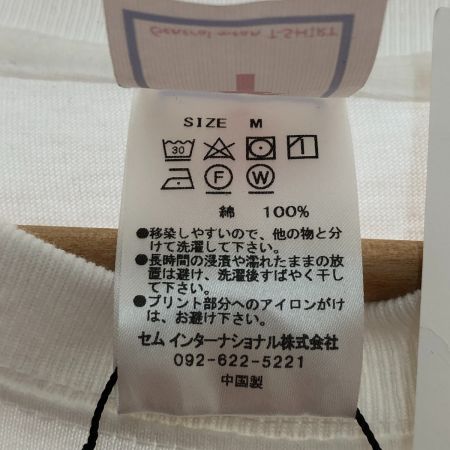 General wean T-SHIRT
SIZE M
30
F W
綿 100%
●移染しやすいので、他の物と分
けて洗濯して下さい。
●長時間の浸漬や濡れたままの放
置は避け、洗濯後すばやく干し
て下さい。
●プリント部分へのアイロンがけ
は、お避け下さい。
セム インターナショナル株式会社
092-622-5221
中国製